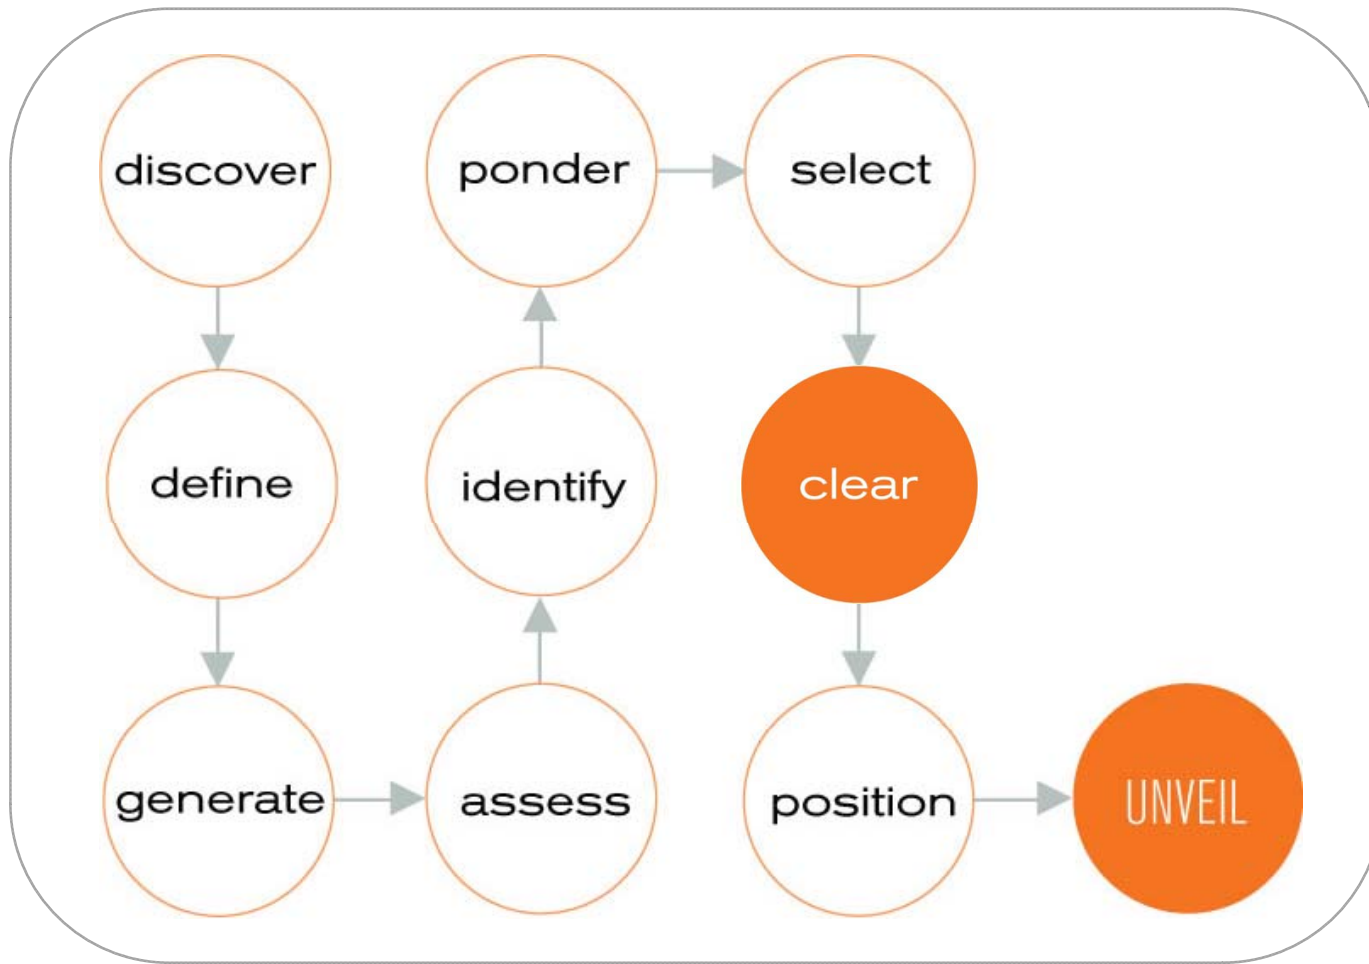 discover
define
generate
assess
identify
ponder
select
clear
position
UNVEIL